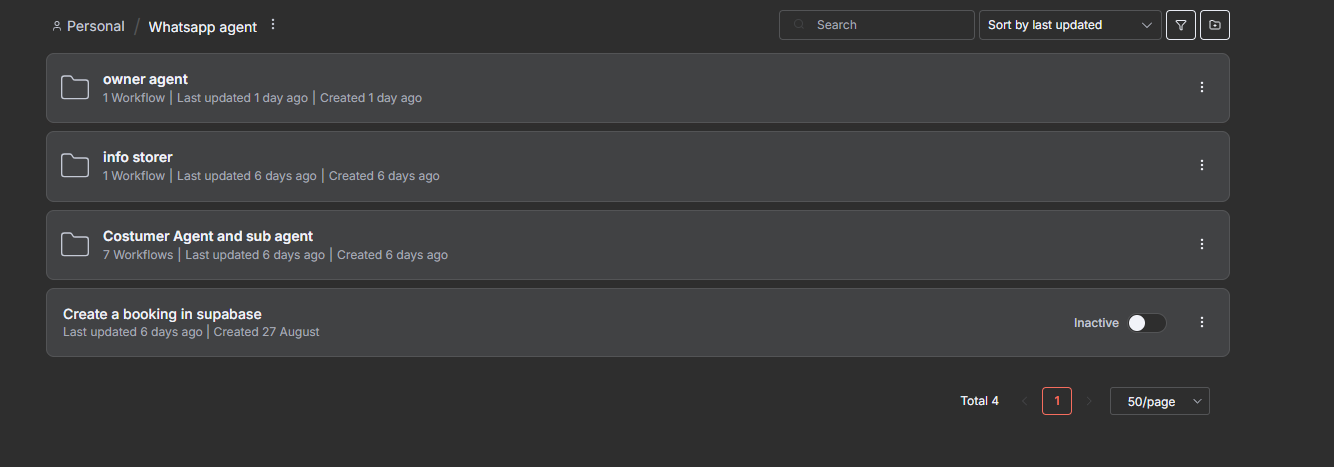 Personal / Whatsapp agent
Search
Sort by last updated
owner agent
1 Workflow | Last updated 1 day ago | Created 1 day ago
info storer
1 Workflow | Last updated 6 days ago | Created 6 days ago
Costumer Agent and sub agent
7 Workflows | Last updated 6 days ago | Created 6 days ago
Create a booking in supabase
Last updated 6 days ago | Created 27 August
Inactive
Total 4
1
50/page